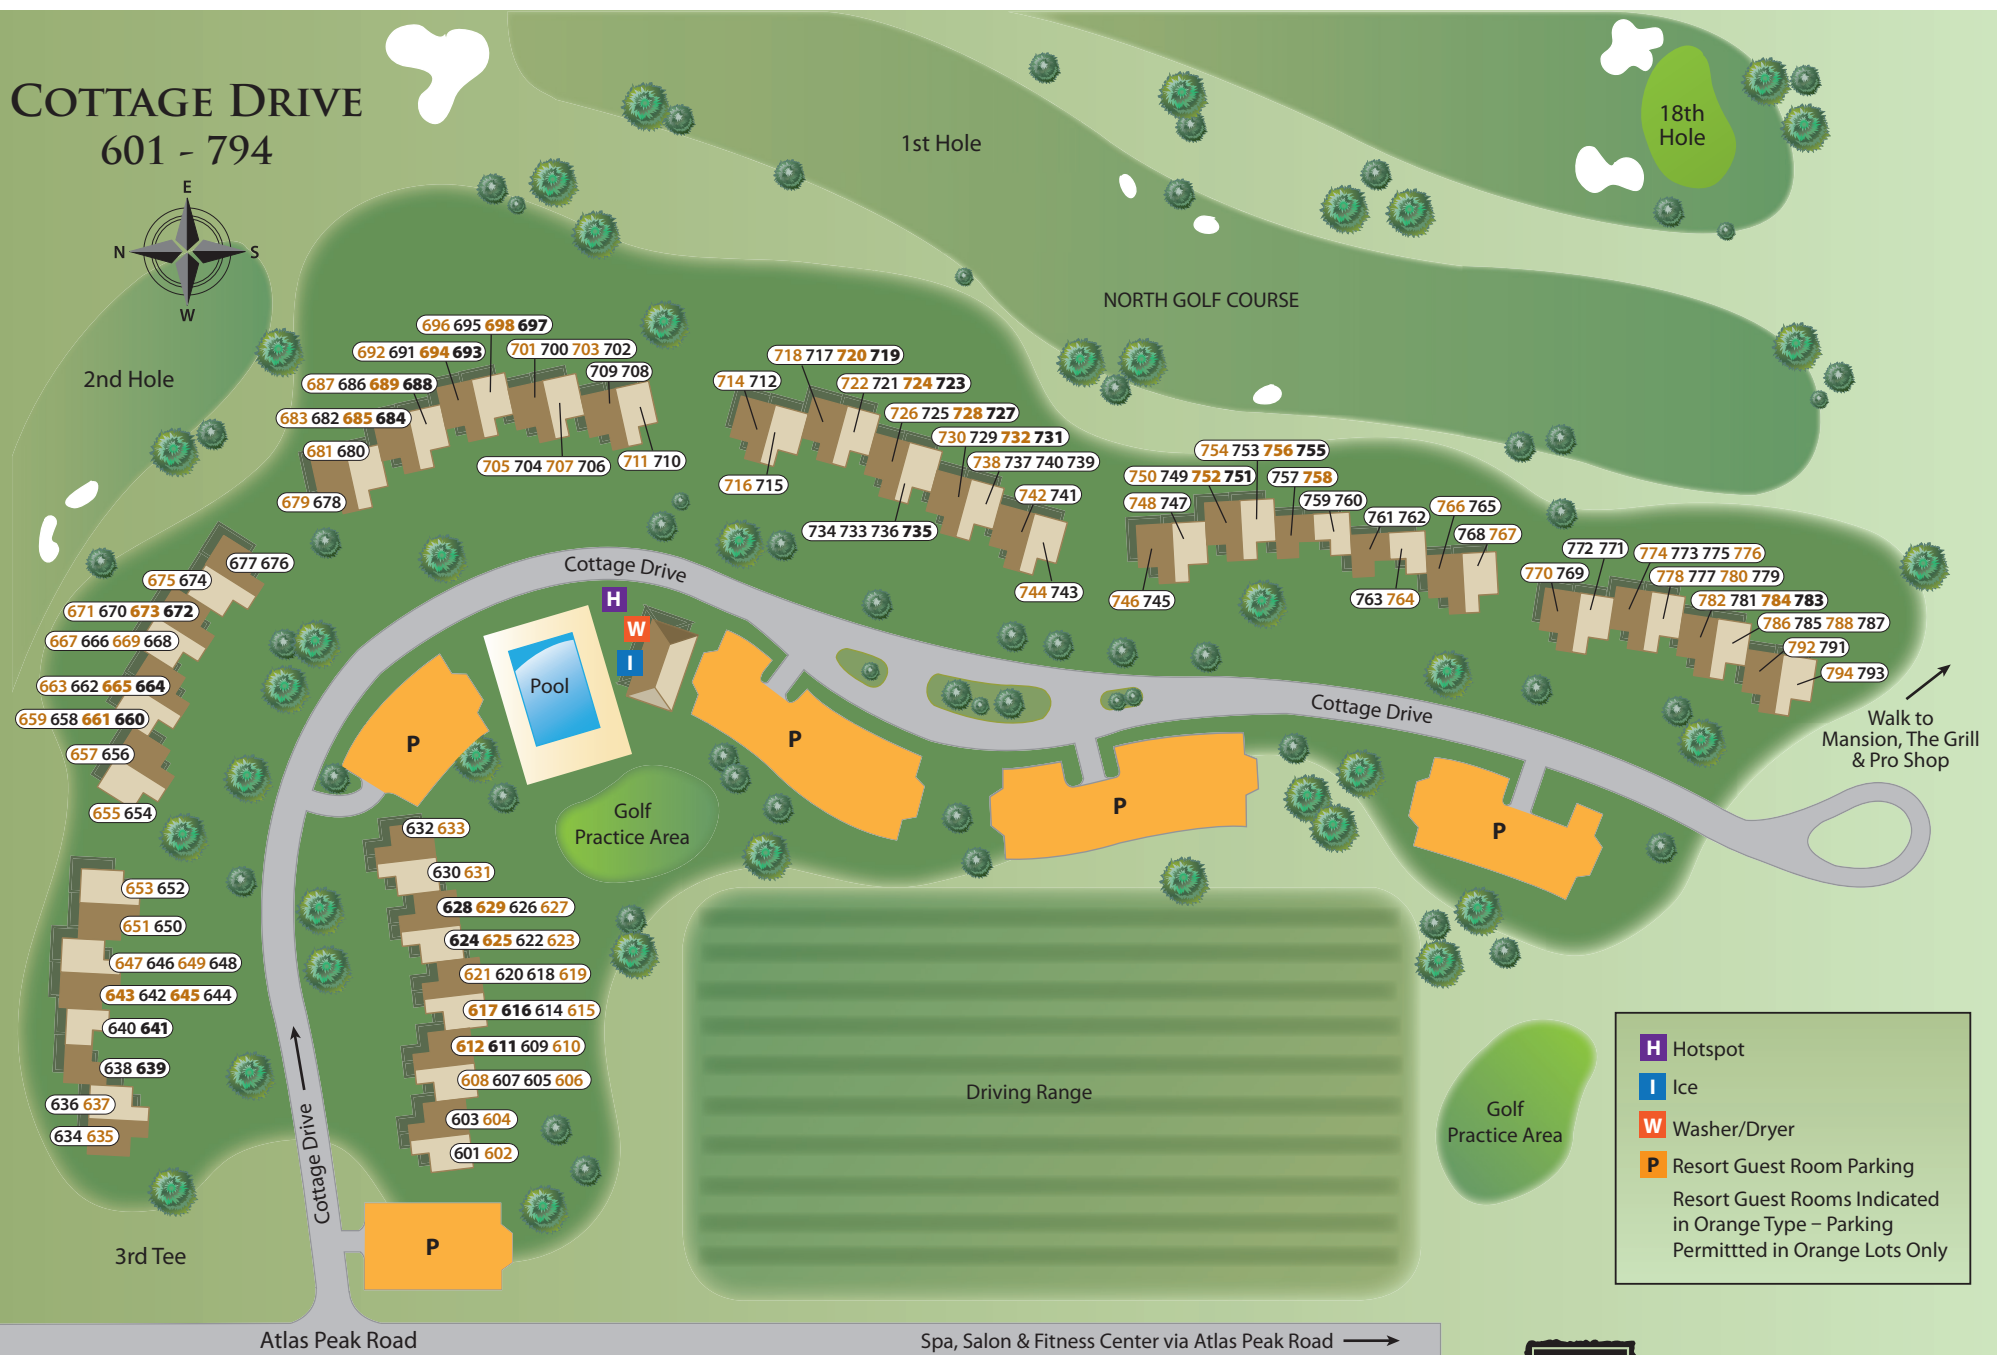 COTTAGE DRIVE
601 - 794
E
N
S
W
1st Hole
18th
Hole
2nd Hole
NORTH GOLF COURSE
696 695 698 697
692 691 694 693
701 700 703 702
709 708
687 686 689 688
683 682 685 684
681 680
679 678
705 704 707 706
711 710
718 717 720 719
714 712
722 721 724 723
726 725 728 727
730 729 732 731
738 737 740 739
716 715
742 741
734 733 736 735
744 743
754 753 756 755
750 749 752 751
757 758
748 747
759 760
761 762
766 765
768 767
746 745
763 764
772 771
774 773 775 776
770 769
778 777 780 779
782 781 784 783
786 785 788 787
792 791
794 793
677 676
675 674
671 670 673 672
667 666 669 668
663 662 665 664
659 658 661 660
657 656
655 654
Cottage Drive
H
W
I
Pool
P
P
P
P
Cottage Drive
Walk to
Mansion, The Grill
& Pro Shop
Golf
Practice Area
632 633
630 631
628 629 626 627
624 625 622 623
621 620 618 619
617 616 614 615
612 611 609 610
608 607 605 606
603 604
601 602
653 652
651 650
647 646 649 648
643 642 645 644
640 641
638 639
636 637
634 635
Cottage Drive
P
3rd Tee
Driving Range
Golf
Practice Area
H Hotspot
I Ice
W Washer/Dryer
P Resort Guest Room Parking
Resort Guest Rooms Indicated
in Orange Type – Parking
Permittted in Orange Lots Only
Atlas Peak Road
Spa, Salon & Fitness Center via Atlas Peak Road